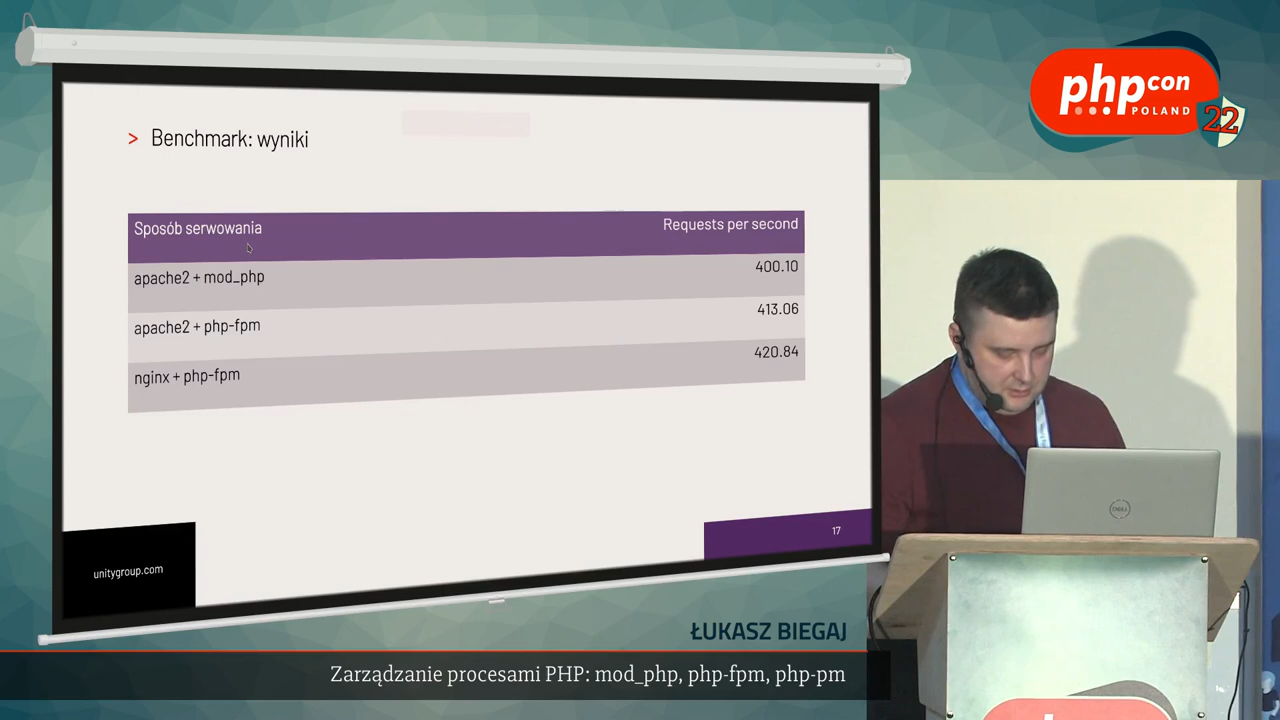 > Benchmark: wyniki
Sposób serwowania Requests per second
apache2 + mod_php 400.10
apache2 + php-fpm 413.06
nginx + php-fpm 420.84
17
unitygroup.com
phpcon
POLAND
22
DELL
ŁUKASZ BIEGAJ
Zarządzanie procesami PHP: mod_php, php-fpm, php-pm